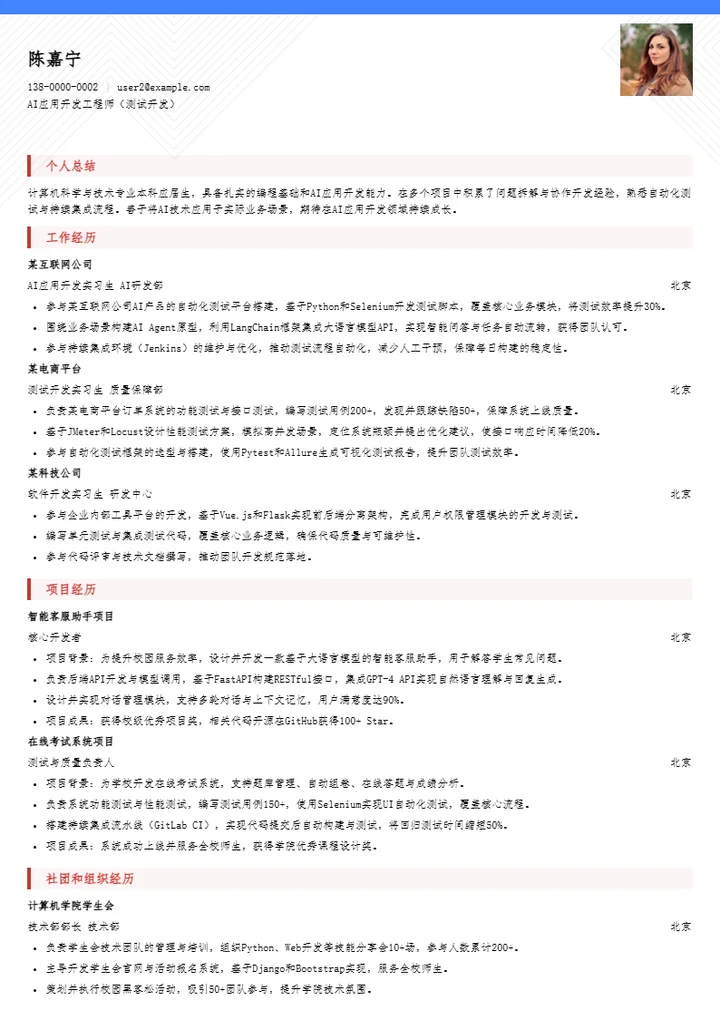 陈嘉宁
138-0000-0002 | user2@example.com
AI应用开发工程师（测试开发）
个人总结
计算机科学与技术专业本科应届生，具备扎实的编程基础和AI应用开发能力。在多个项目中积累了问题拆解与协作开发经验，熟悉自动化测
试与持续集成流程。善于将AI技术应用于实际业务场景，期待在AI应用开发领域持续成长。
工作经历
某互联网公司
AI应用开发实习生 AI研发部 北京
• 参与某互联网公司AI产品的自动化测试平台搭建，基于Python和Selenium开发测试脚本，覆盖核心业务模块，将测试效率提升30%。
• 围绕业务场景构建AI Agent原型，利用LangChain框架集成大语言模型API，实现智能问答与任务自动流转，获得团队认可。
• 参与持续集成环境（Jenkins）的维护与优化，推动测试流程自动化，减少人工干预，保障每日构建的稳定性。
某电商平台
测试开发实习生 质量保障部 北京
• 负责某电商平台订单系统的功能测试与接口测试，编写测试用例200+，发现并跟踪缺陷50+，保障系统上线质量。
• 基于JMeter和Locust设计性能测试方案，模拟高并发场景，定位系统瓶颈并提出优化建议，使接口响应时间降低20%。
• 参与自动化测试框架的选型与搭建，使用Pytest和Allure生成可视化测试报告，提升团队测试效率。
某科技公司
软件开发实习生 研发中心 北京
• 参与企业内部工具平台的开发，基于Vue.js和Flask实现前后端分离架构，完成用户权限管理模块的开发与测试。
• 编写单元测试与集成测试代码，覆盖核心业务逻辑，确保代码质量与可维护性。
• 参与代码评审与技术文档撰写，推动团队开发规范落地。
项目经历
智能客服助手项目
核心开发者 北京
• 项目背景：为提升校园服务效率，设计并开发一款基于大语言模型的智能客服助手，用于解答学生常见问题。
• 负责后端API开发与模型调用，基于FastAPI构建RESTful接口，集成GPT-4 API实现自然语言理解与回复生成。
• 设计并实现对话管理模块，支持多轮对话与上下文记忆，用户满意度达90%。
• 项目成果：获得校级优秀项目奖，相关代码开源在GitHub获得100+ Star。
在线考试系统项目
测试与质量负责人 北京
• 项目背景：为学校开发在线考试系统，支持题库管理、自动组卷、在线答题与成绩分析。
• 负责系统功能测试与性能测试，编写测试用例150+，使用Selenium实现UI自动化测试，覆盖核心流程。
• 搭建持续集成流水线（GitLab CI），实现代码提交后自动构建与测试，将回归测试时间缩短50%。
• 项目成果：系统成功上线并服务全校师生，获得学院优秀课程设计奖。
社团和组织经历
计算机学院学生会
技术部部长 技术部 北京
• 负责学生会技术团队的管理与培训，组织Python、Web开发等技能分享会10+场，参与人数累计200+。
• 主导开发学生会官网与活动报名系统，基于Django和Bootstrap实现，服务全校师生。
• 策划并执行校园黑客松活动，吸引50+团队参与，提升学院技术氛围。